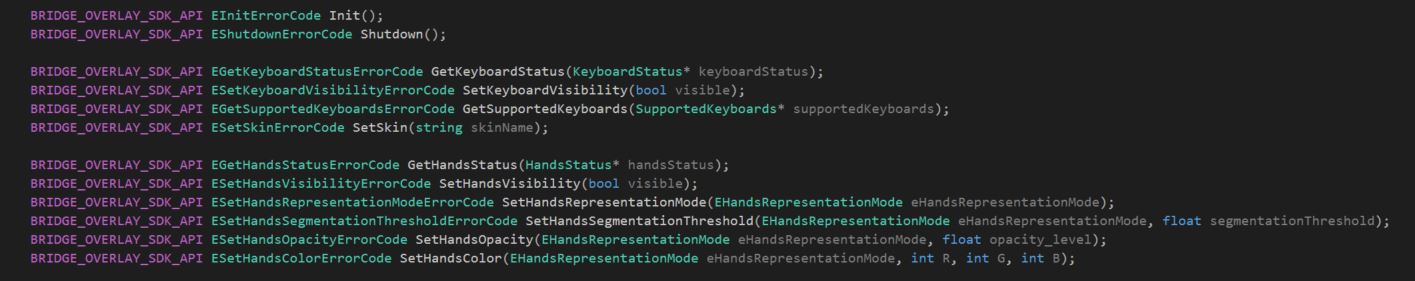 BRIDGE_OVERLAY_SDK_API EInitErrorCode Init();
BRIDGE_OVERLAY_SDK_API EShutdownErrorCode Shutdown();
BRIDGE_OVERLAY_SDK_API EGetKeyboardStatusErrorCode GetKeyboardStatus(KeyboardStatus* keyboardStatus);
BRIDGE_OVERLAY_SDK_API ESetKeyboardVisibilityErrorCode SetKeyboardVisibility(bool visible);
BRIDGE_OVERLAY_SDK_API EGetSupportedKeyboardsErrorCode GetSupportedKeyboards(SupportedKeyboards* supportedKeyboards);
BRIDGE_OVERLAY_SDK_API ESetSkinErrorCode SetSkin(string skinName);
BRIDGE_OVERLAY_SDK_API EGetHandsStatusErrorCode GetHandsStatus(HandsStatus* handsStatus);
BRIDGE_OVERLAY_SDK_API ESetHandsVisibilityErrorCode SetHandsVisibility(bool visible);
BRIDGE_OVERLAY_SDK_API ESetHandsRepresentationModeErrorCode SetHandsRepresentationMode(EHandsRepresentationMode eHandsRepresentationMode);
BRIDGE_OVERLAY_SDK_API ESetHandsSegmentationThresholdErrorCode SetHandsSegmentationThreshold(EHandsRepresentationMode eHandsRepresentationMode, float segmentationThreshold);
BRIDGE_OVERLAY_SDK_API ESetHandsOpacityErrorCode SetHandsOpacity(EHandsRepresentationMode eHandsRepresentationMode, float opacity_level);
BRIDGE_OVERLAY_SDK_API ESetHandsColorErrorCode SetHandsColor(EHandsRepresentationMode eHandsRepresentationMode, int R, int G, int B);